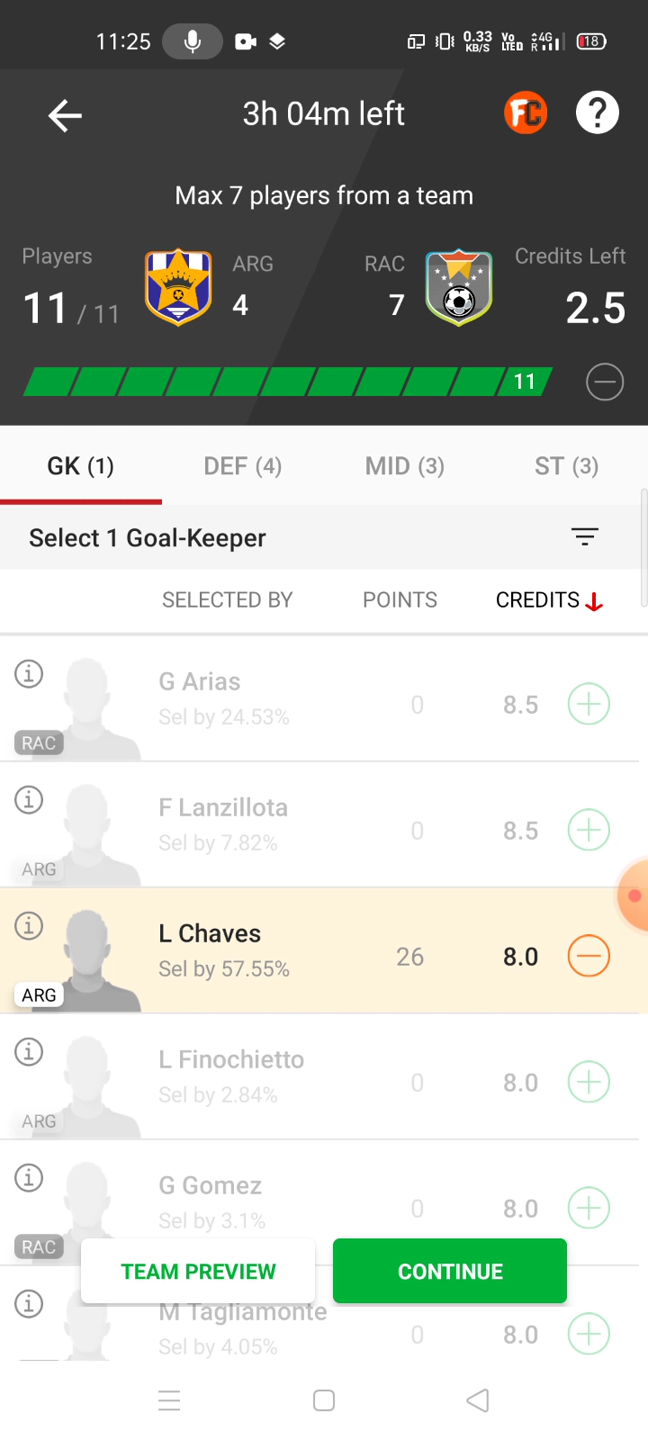 11:25
0.33 KB/S
Vo LTED
4G
R
18
3h 04m left
FC
?
Max 7 players from a team
Players
11 / 11
ARG
4
RAC
7
Credits Left
2.5
11
GK (1)
DEF (4)
MID (3)
ST (3)
Select 1 Goal-Keeper
SELECTED BY
POINTS
CREDITS
G Arias
Sel by 24.53%
0
8.5
RAC
F Lanzillota
Sel by 7.82%
0
8.5
ARG
L Chaves
Sel by 57.55%
26
8.0
ARG
L Finochietto
Sel by 2.84%
0
8.0
ARG
G Gomez
Sel by 3.1%
0
8.0
RAC
TEAM PREVIEW
CONTINUE
M Tagliamonte
Sel by 4.05%
0
8.0